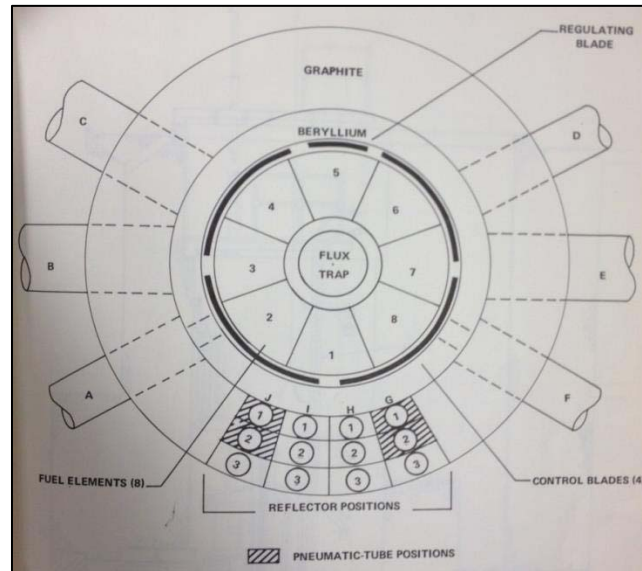 REGULATING
BLADE
GRAPHITE
BERYLLIUM
C
D
5
4
6
FLUX
TRAP
B
3
7
E
2
8
1
A
F
J
I
H
G
1
1
1
1
2
2
2
2
3
3
3
3
FUEL ELEMENTS (8)
CONTROL BLADES (4
REFLECTOR POSITIONS
PNEUMATIC-TUBE POSITIONS